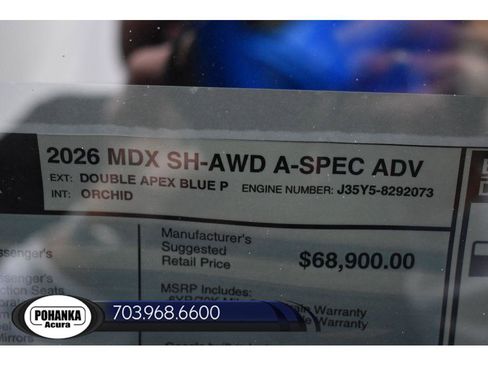 2026 MDX SH-AWD A-SPEC ADV
EXT: DOUBLE APEX BLUE P ENGINE NUMBER: J35Y5-8292073
INT: ORCHID
Manufacturer's
Suggested
Retail Price $68,900.00
MSRP Includes:
Warranty
Warranty
POHANKA
Acura
703.968.6600